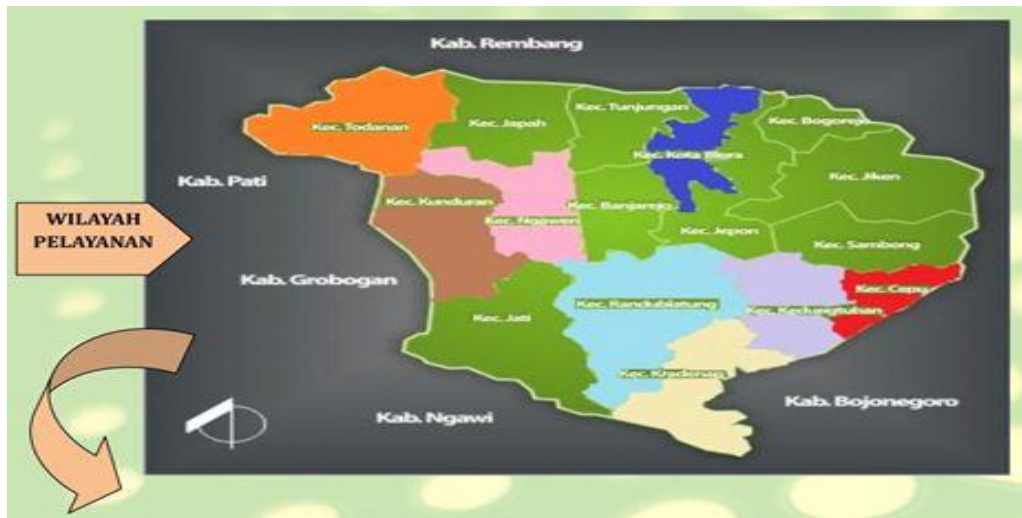 Kab. Rembang
Kec. Tunjungan
Kec. Todanan
Kec. Japah
Kec. Bogorejo
Kec. Kota Blora
Kab. Pati
Kec. Jiken
Kec. Kunduran
Kec. Banjarejo
WILAYAH
PELAYANAN
Kec. Ngawen
Kec. Jepon
Kec. Sambong
Kab. Grobogan
Kec. Cepu
Kec. Randublatung
Kec. Kedungtuban
Kec. Jati
Kec. Kradenan
Kab. Bojonegoro
Kab. Ngawi